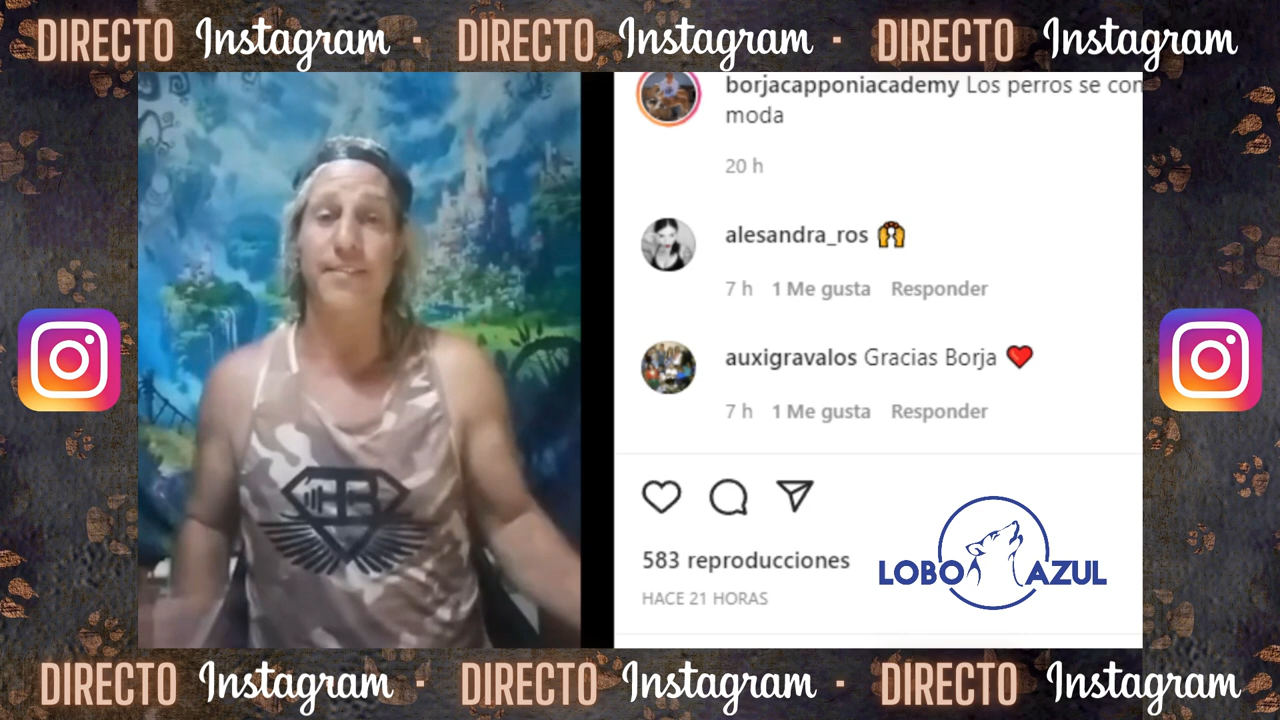 DIRECTO Instagram · DIRECTO Instagram · DIRECTO Instagram
borjacapponiacademy Los perros se con
moda
20 h
alesandra_ros
7 h 1 Me gusta Responder
auxigravalos Gracias Borja
7 h 1 Me gusta Responder
583 reproducciones
HACE 21 HORAS
LOBO AZUL
DIRECTO Instagram · DIRECTO Instagram · DIRECTO Instagram